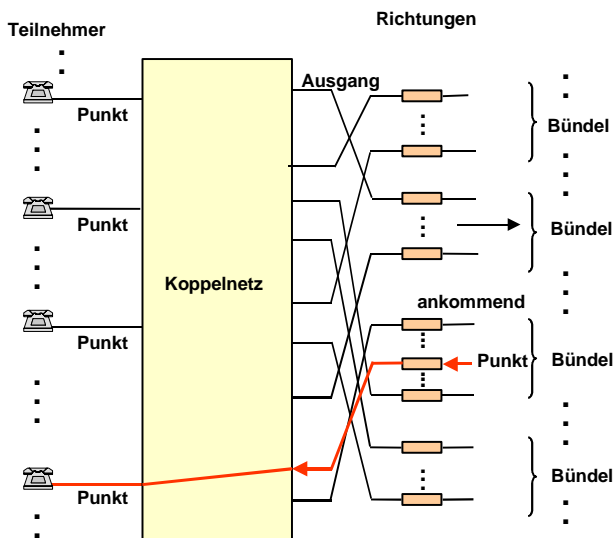 Richtungen
Teilnehmer
Ausgang
Punkt
Bündel
Punkt
Bündel
Koppelnetz
ankommend
Punkt
Punkt
Bündel
Bündel
Punkt